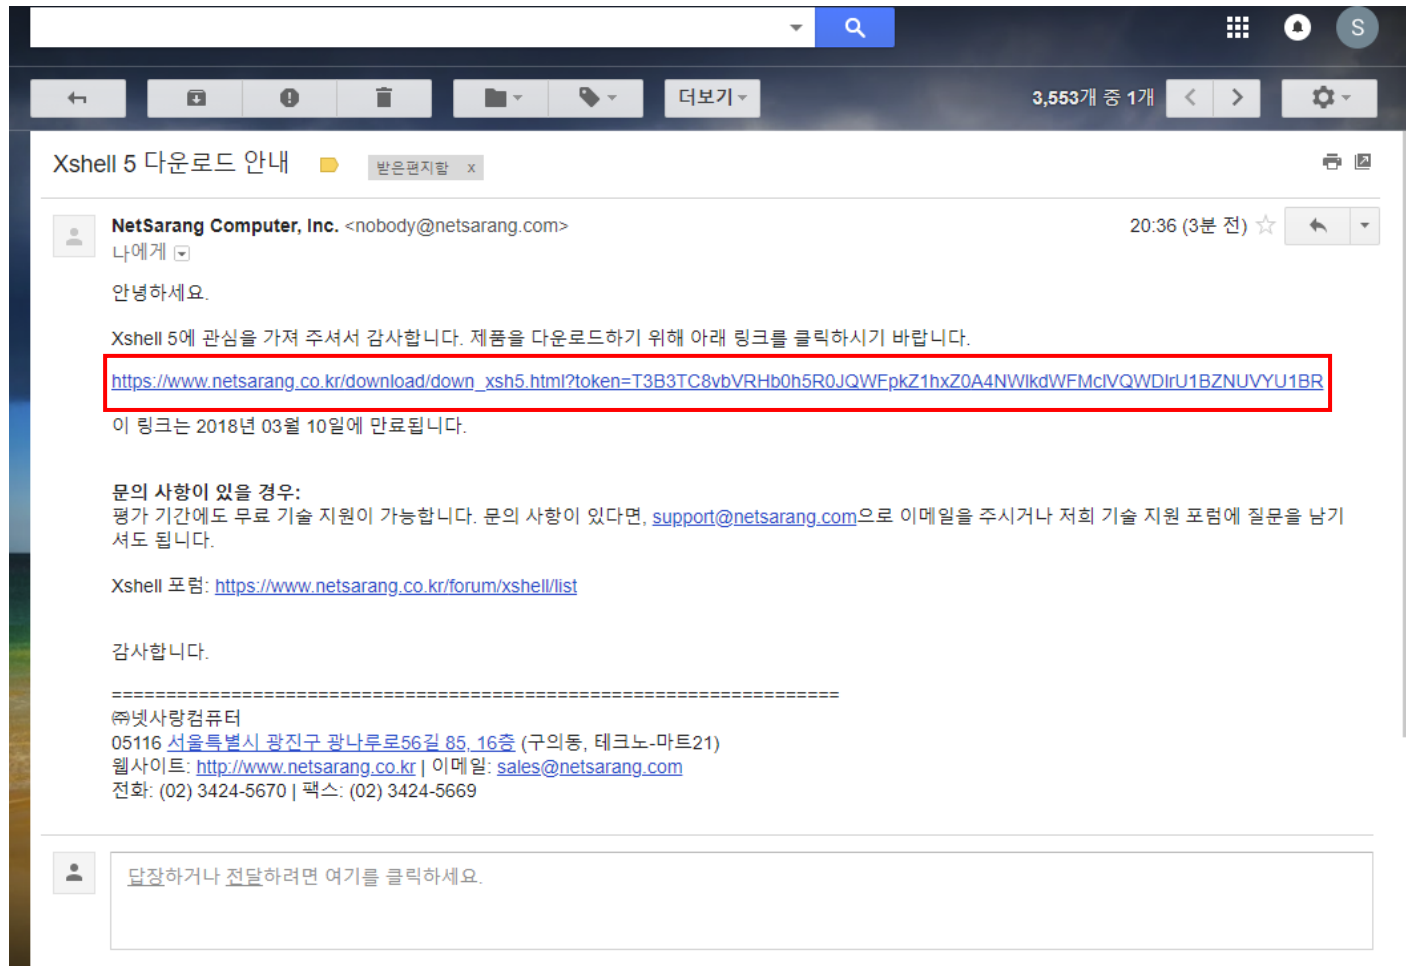 S
더보기
3,553개 중 1개
Xshell 5 다운로드 안내
받은편지함 x
NetSarang Computer, Inc. <nobody@netsarang.com>
20:36 (3분 전)
나에게
안녕하세요.
Xshell 5에 관심을 가져 주셔서 감사합니다. 제품을 다운로드하기 위해 아래 링크를 클릭하시기 바랍니다.
https://www.netsarang.co.kr/download/down_xsh5.html?token=T3B3TC8vbVRHb0h5R0JQWFpkZ1hxZ0A4NWlkdWFMclVQWDlrU1BZNUVYU1BR
이 링크는 2018년 03월 10일에 만료됩니다.
문의 사항이 있을 경우:
평가 기간에도 무료 기술 지원이 가능합니다. 문의 사항이 있다면, support@netsarang.com으로 이메일을 주시거나 저희 기술 지원 포럼에 질문을 남기
셔도 됩니다.
Xshell 포럼: https://www.netsarang.co.kr/forum/xshell/list
감사합니다.
===================================================================
㈜넷사랑컴퓨터
05116 서울특별시 광진구 광나루로56길 85, 16층 (구의동, 테크노-마트21)
웹사이트: http://www.netsarang.co.kr | 이메일: sales@netsarang.com
전화: (02) 3424-5670 | 팩스: (02) 3424-5669
답장하거나 전달하려면 여기를 클릭하세요.